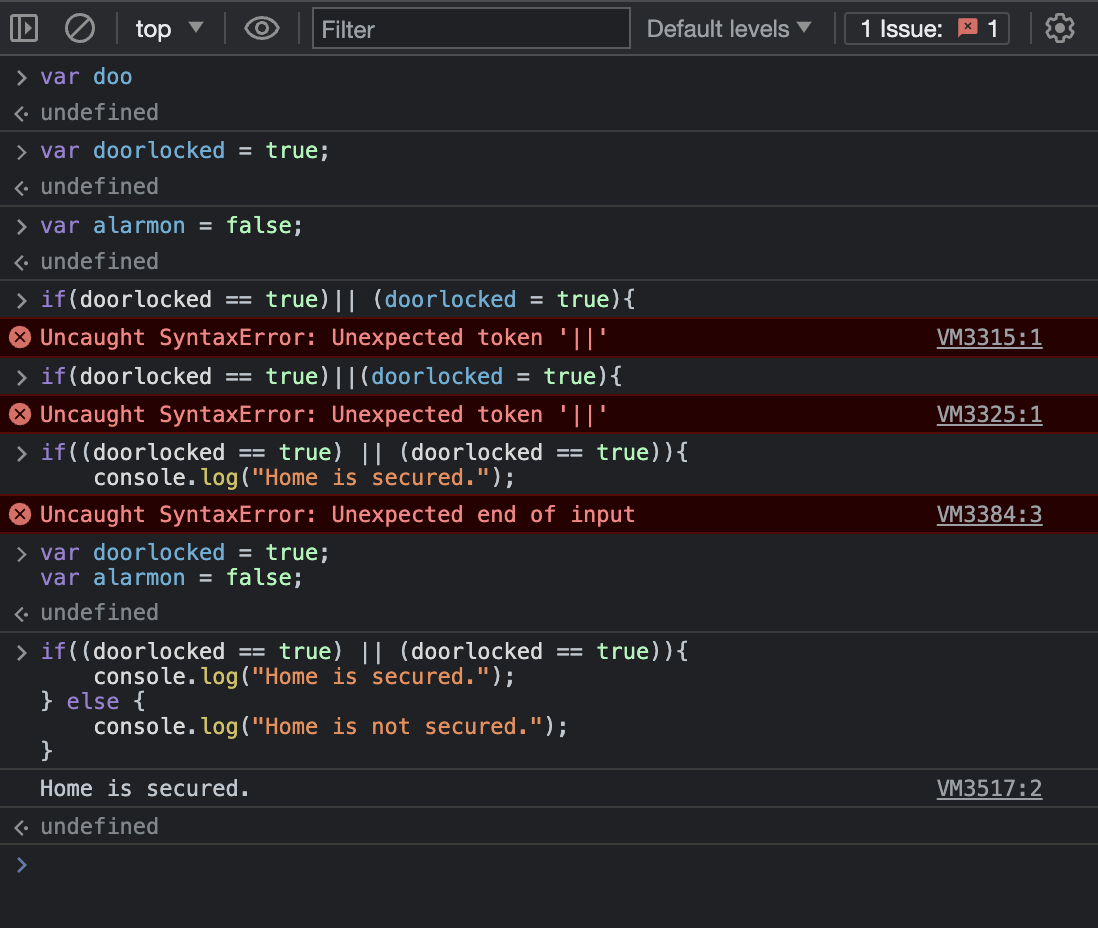 top
Filter
Default levels
1 Issue: 1
var doo
undefined
var doorlocked = true;
undefined
var alarmon = false;
undefined
if(doorlocked == true)|| (doorlocked = true){
Uncaught SyntaxError: Unexpected token '||' VM3315:1
if(doorlocked == true)||(doorlocked = true){
Uncaught SyntaxError: Unexpected token '||' VM3325:1
if((doorlocked == true) || (doorlocked == true)){
    console.log("Home is secured.");
Uncaught SyntaxError: Unexpected end of input VM3384:3
var doorlocked = true;
var alarmon = false;
undefined
if((doorlocked == true) || (doorlocked == true)){
    console.log("Home is secured.");
} else {
    console.log("Home is not secured.");
}
Home is secured. VM3517:2
undefined